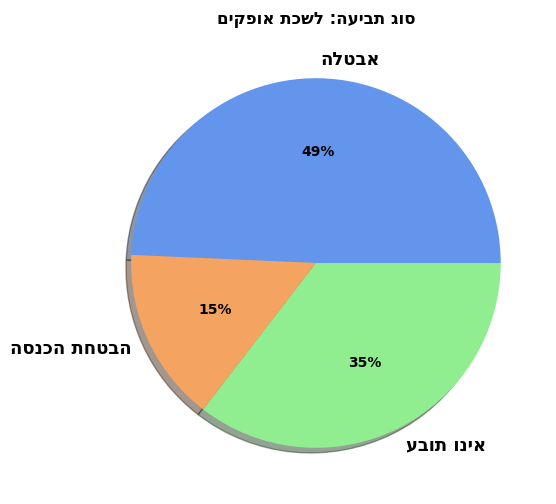 סוג תביעה: לשכת אופקים
אבטלה
49%
15%
35%
הבטחת הכנסה
אינו תובע